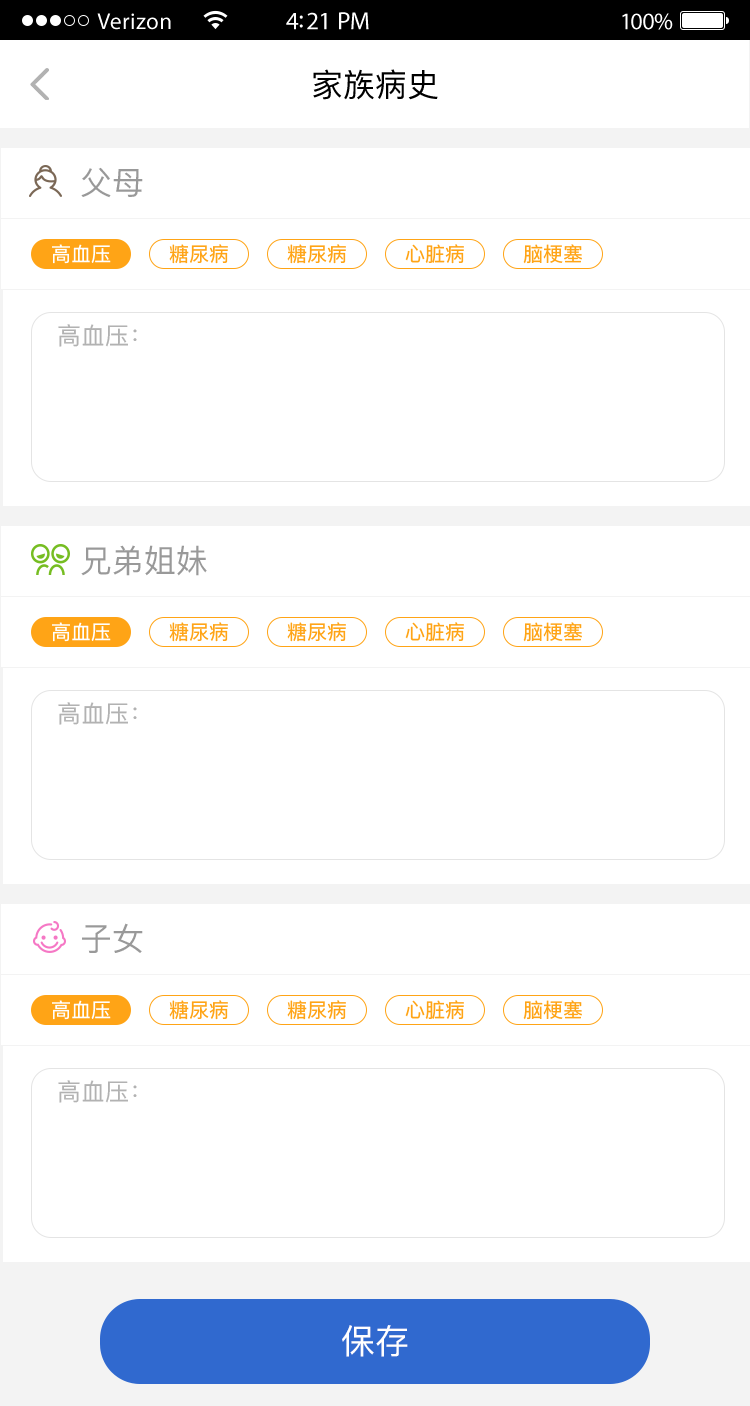 Verizon 4:21 PM 100%
家族病史
父母
高血压 糖尿病 糖尿病 心脏病 脑梗塞
高血压：
兄弟姐妹
高血压 糖尿病 糖尿病 心脏病 脑梗塞
高血压：
子女
高血压 糖尿病 糖尿病 心脏病 脑梗塞
高血压：
保存